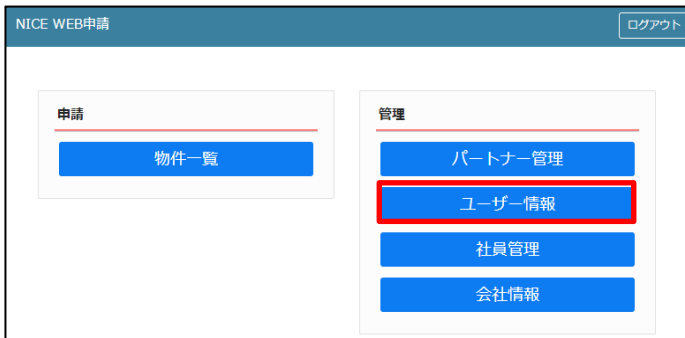 NICE WEB申請
ログアウト
申請
物件一覧
管理
パートナー管理
ユーザー情報
社員管理
会社情報